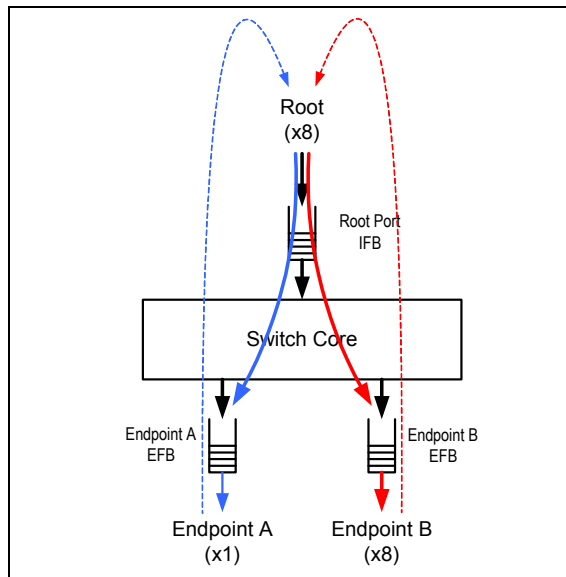 Root
(x8)
Root Port
IFB
Switch Core
Endpoint A
EFB
Endpoint B
EFB
Endpoint A
(x1)
Endpoint B
(x8)